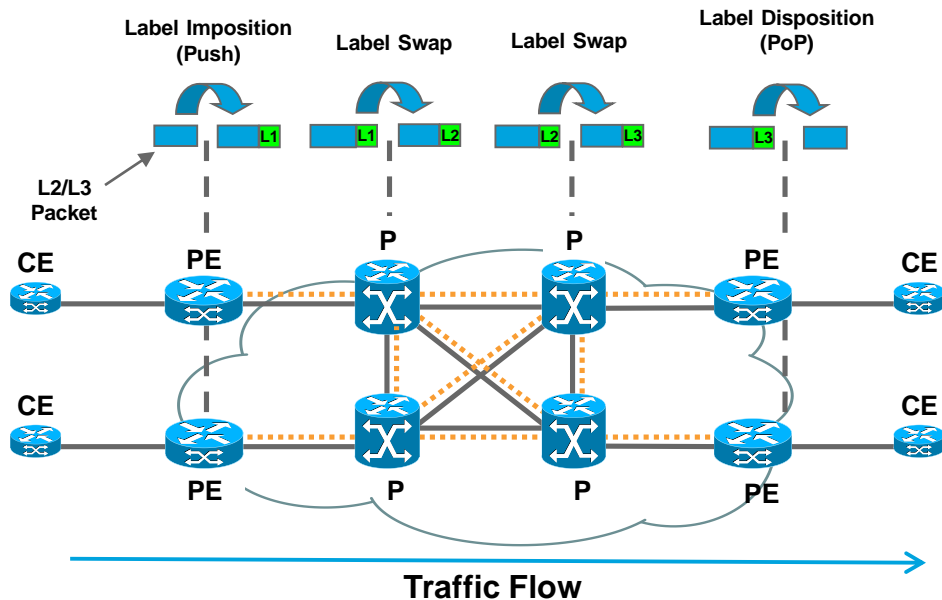 Label Imposition
(Push)
Label Swap
Label Swap
Label Disposition
(PoP)
L1
L1
L2
L2
L3
L3
L2/L3
Packet
P
P
CE
PE
PE
CE
CE
CE
PE
P
P
PE
Traffic Flow